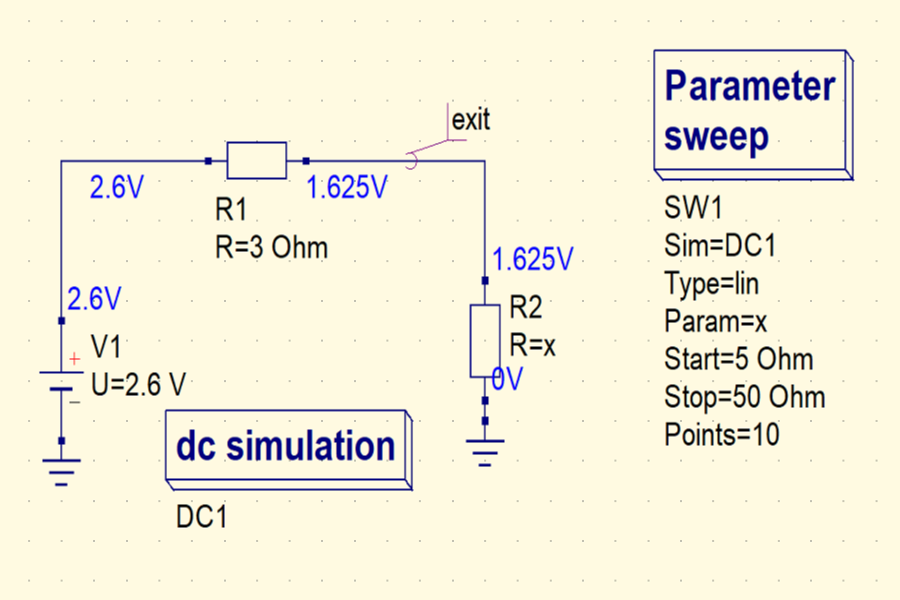 exit
2.6V
1.625V
R1
R=3 Ohm
2.6V
+
V1
U=2.6 V
−
1.625V
R2
R=x
0V
dc simulation
DC1
Parameter
sweep
SW1
Sim=DC1
Type=lin
Param=x
Start=5 Ohm
Stop=50 Ohm
Points=10